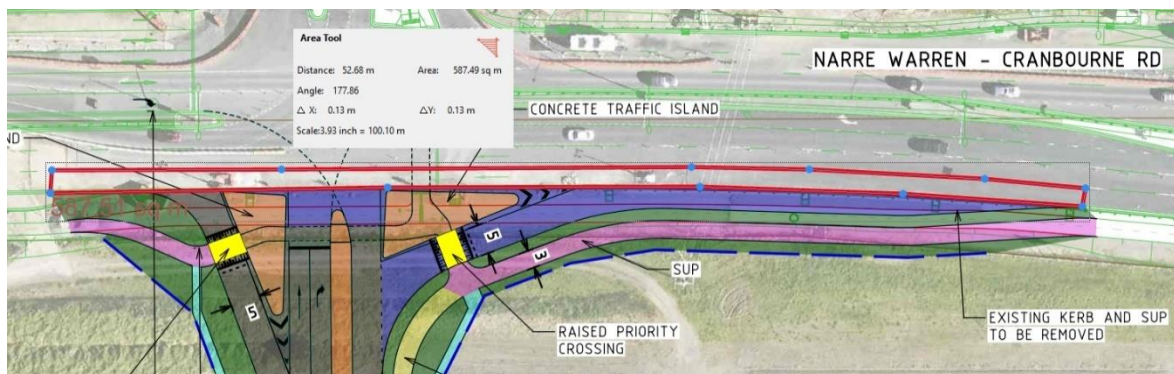 Area Tool
Distance: 52.68 m
Area: 587.49 sq m
Angle: 177.86
△ X: 0.13 m
△Y: 0.13 m
Scale:3.93 inch = 100.10 m
NARRE WARREN - CRANBOURNE RD
CONCRETE TRAFFIC ISLAND
ND
5
3
SUP
5
RAISED PRIORITY
CROSSING
EXISTING KERB AND SUP
TO BE REMOVED